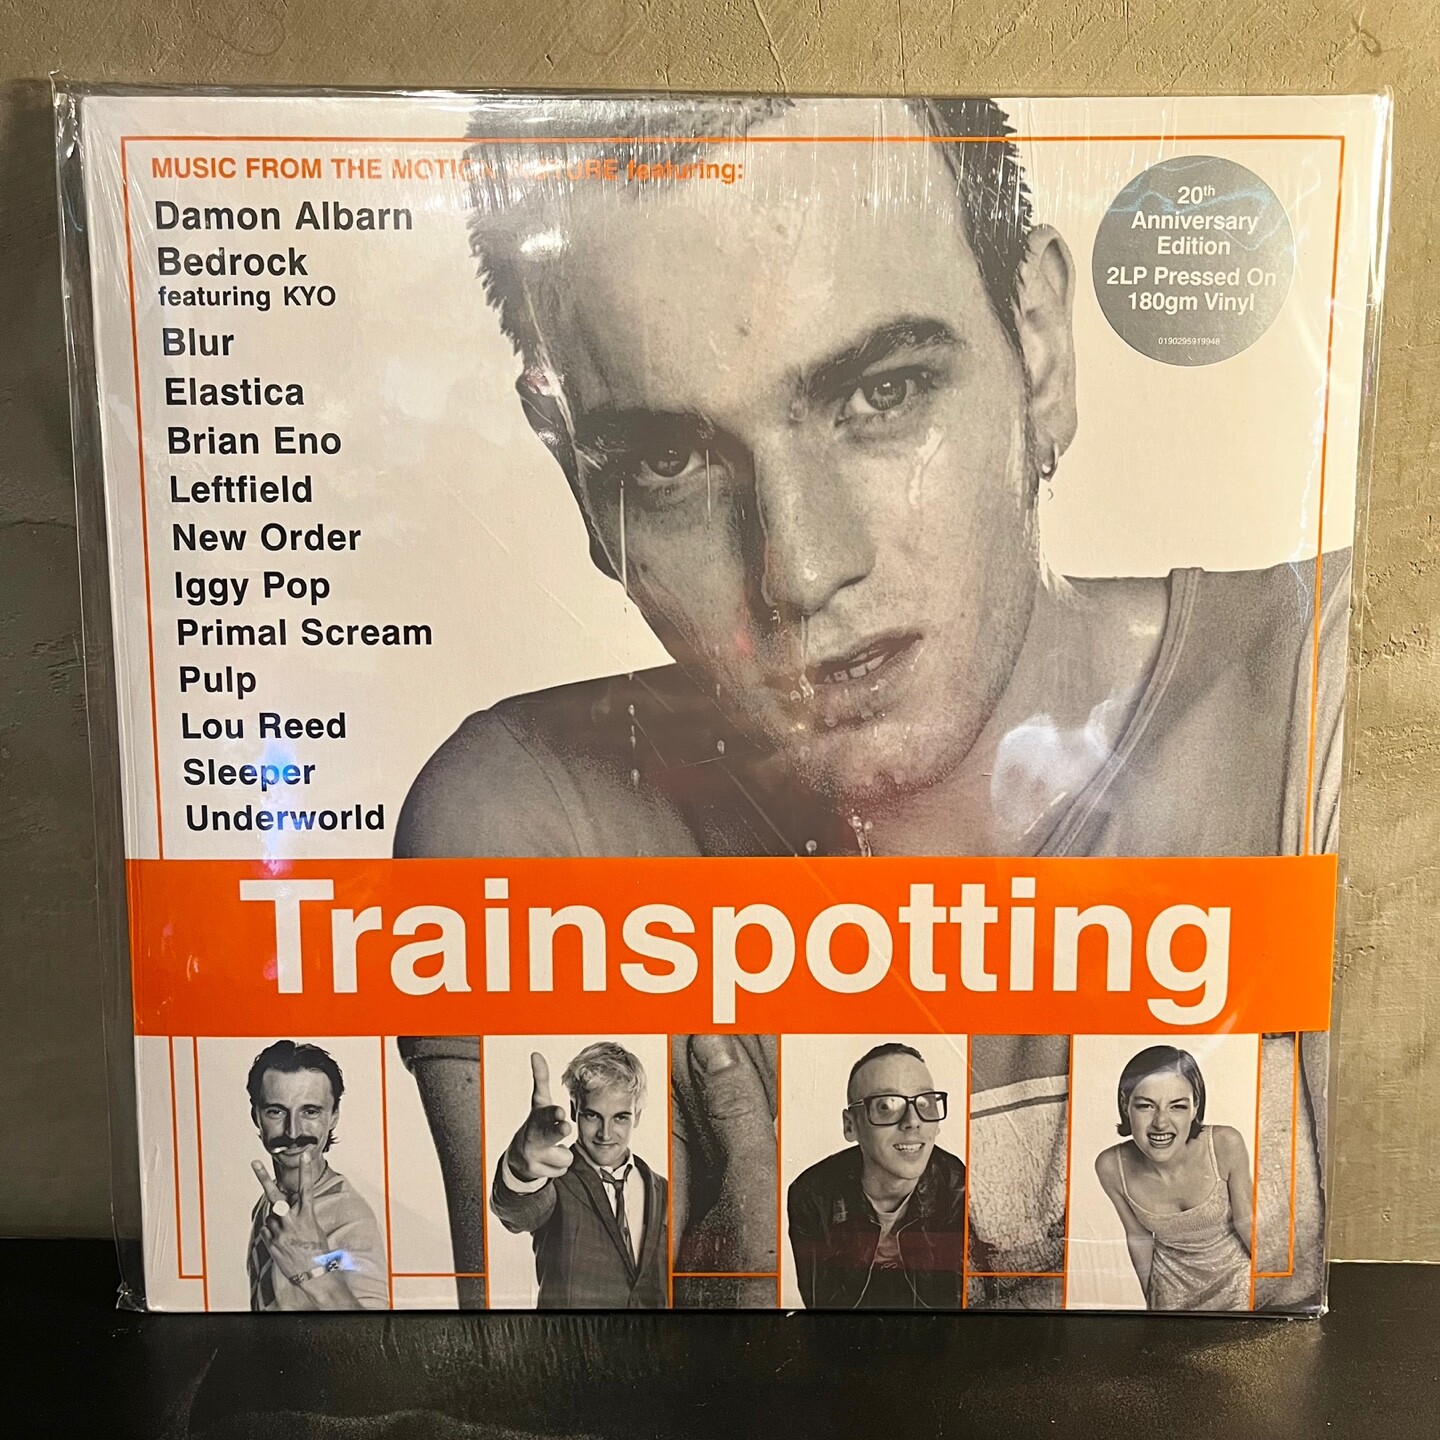 MUSIC FROM THE MOTION PICTURE featuring:
Damon Albarn
Bedrock
featuring KYO
Blur
Elastica
Brian Eno
Leftfield
New Order
Iggy Pop
Primal Scream
Pulp
Lou Reed
Sleeper
Underworld
20th
Anniversary
Edition
2LP Pressed On
180gm Vinyl
0190295919948
Trainspotting